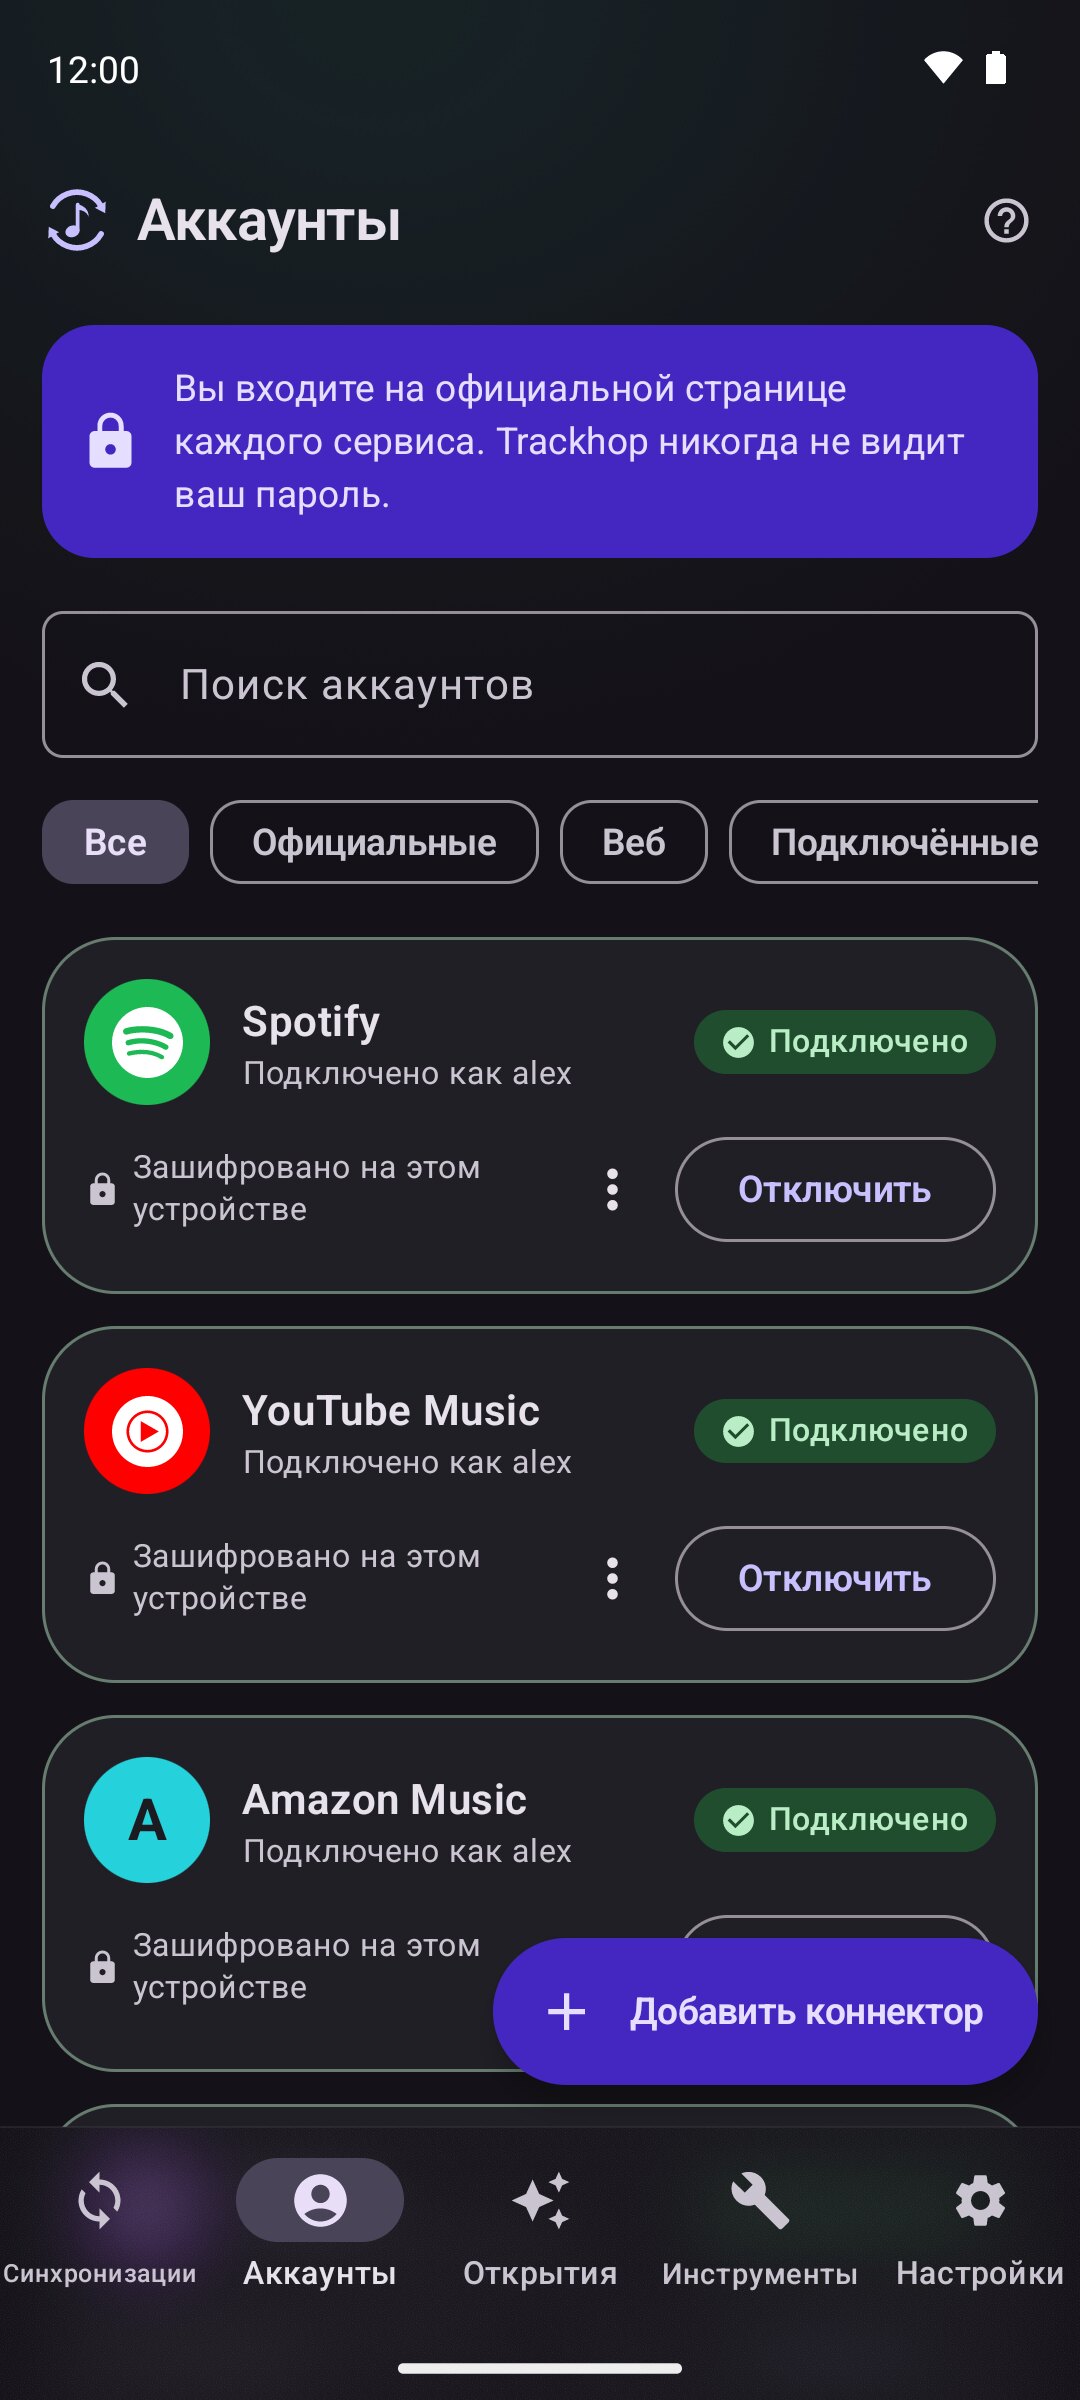 12:00
Аккаунты
Вы входите на официальной странице
каждого сервиса. Trackhop никогда не видит
ваш пароль.
Поиск аккаунтов
Все
Официальные
Веб
Подключённые
Spotify
Подключено как alex
Подключено
Зашифровано на этом
устройстве
Отключить
YouTube Music
Подключено как alex
Подключено
Зашифровано на этом
устройстве
Отключить
A
Amazon Music
Подключено как alex
Подключено
Зашифровано на этом
устройстве
Добавить коннектор
Синхронизации
Аккаунты
Открытия
Инструменты
Настройки